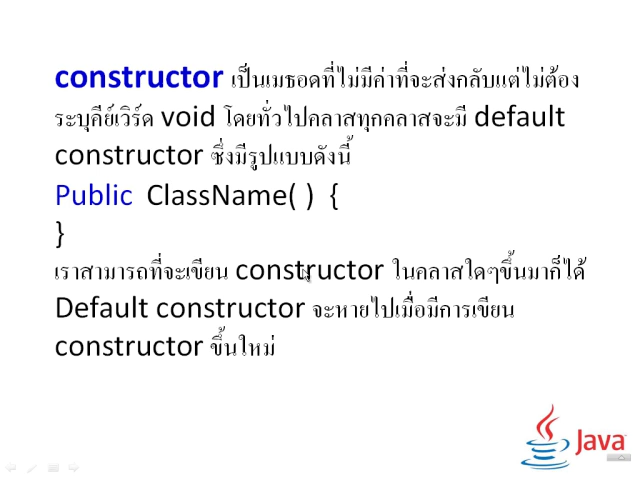 constructor เป็นเมธอดที่ไม่มีค่าที่จะส่งกลับแต่ไม่ต้อง
ระบุคีย์เวิร์ด void โดยทั่วไปคลาสทุกคลาสจะมี default
constructor ซึ่งมีรูปแบบดังนี้
Public ClassName( ) {
}
เราสามารถที่จะเขียน constructor ในคลาสใดๆขึ้นมาก็ได้
Default constructor จะหายไปเมื่อมีการเขียน
constructor ขึ้นใหม่
Java